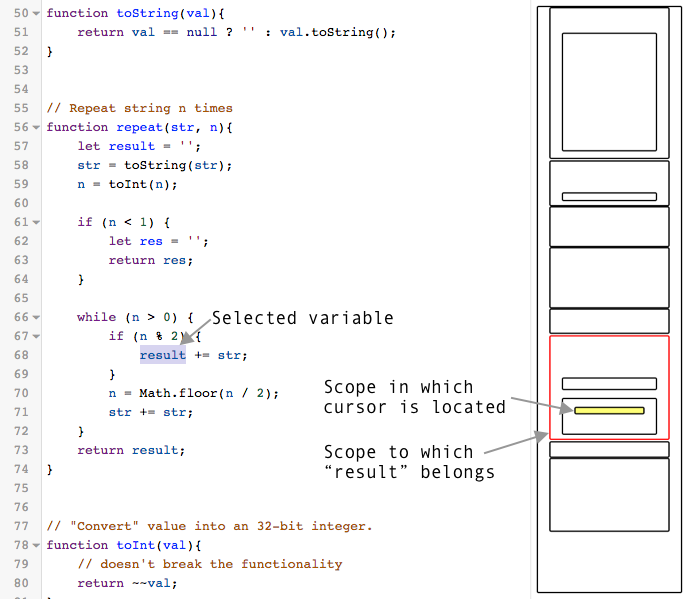 50 function toString(val){
51     return val == null ? '' : val.toString();
52 }
53
54
55 // Repeat string n times
56 function repeat(str, n){
57     let result = '';
58     str = toString(str);
59     n = toInt(n);
60
61     if (n < 1) {
62         let res = '';
63         return res;
64     }
65
66     while (n > 0) {
Selected variable
67         if (n % 2) {
68             result += str;
69         }
70         n = Math.floor(n / 2);
71         str += str;
72     }
73     return result;
74 }
75
76
77 // "Convert" value into an 32-bit integer.
78 function toInt(val){
79     // doesn't break the functionality
80     return ~~val;
Scope in which
cursor is located
Scope to which
“result” belongs